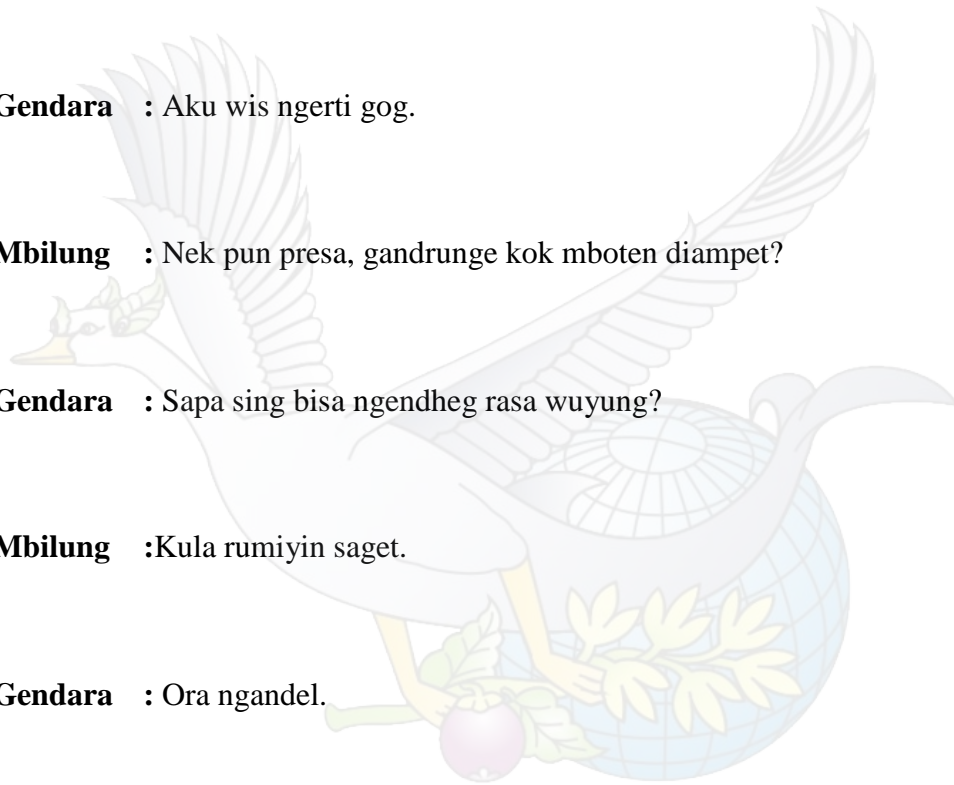 Gendara : Aku wis ngerti gog.
Mbilung : Nek pun presa, gandrunge kok mboten diampet?
Gendara : Sapa sing bisa ngendheg rasa wuyung?
Mbilung :Kula rumiyin saget.
Gendara : Ora ngandel.